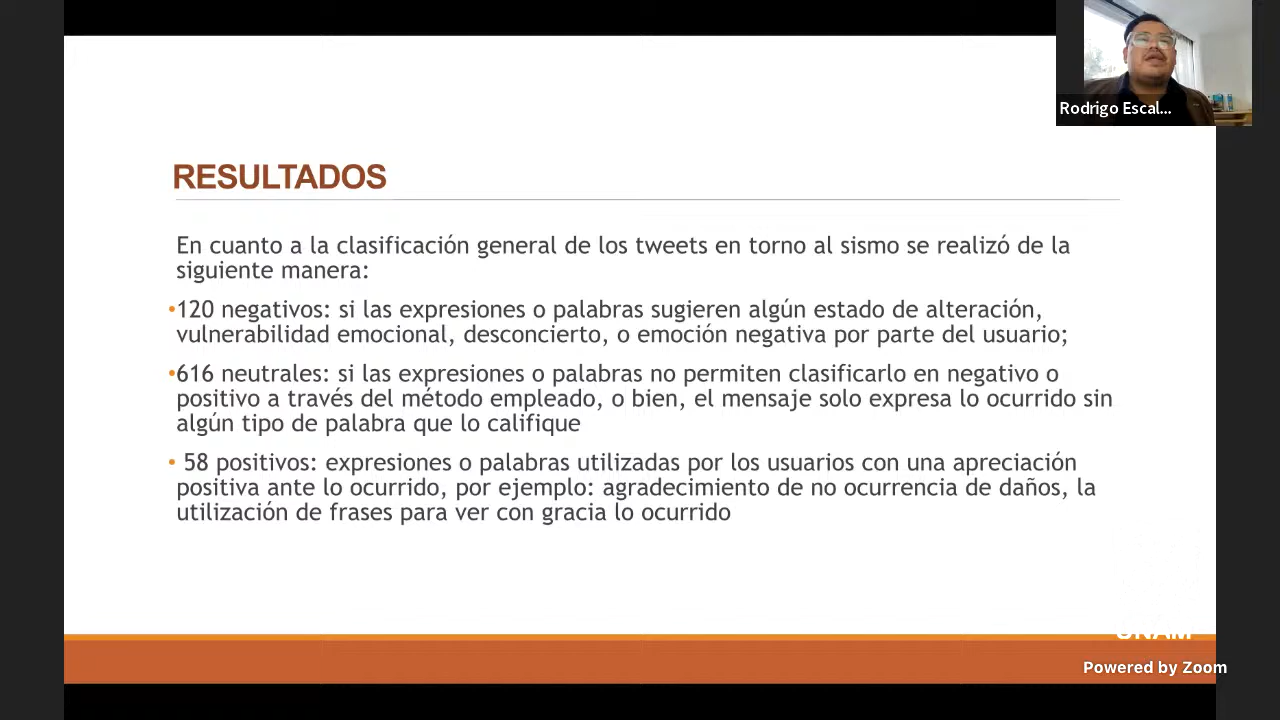 Rodrigo Escal...
RESULTADOS
En cuanto a la clasificación general de los tweets en torno al sismo se realizó de la
siguiente manera:
•120 negativos: si las expresiones o palabras sugieren algún estado de alteración,
vulnerabilidad emocional, desconcierto, o emoción negativa por parte del usuario;
•616 neutrales: si las expresiones o palabras no permiten clasificarlo en negativo o
positivo a través del método empleado, o bien, el mensaje solo expresa lo ocurrido sin
algún tipo de palabra que lo califique
• 58 positivos: expresiones o palabras utilizadas por los usuarios con una apreciación
positiva ante lo ocurrido, por ejemplo: agradecimiento de no ocurrencia de daños, la
utilización de frases para ver con gracia lo ocurrido
UNAM
Powered by Zoom